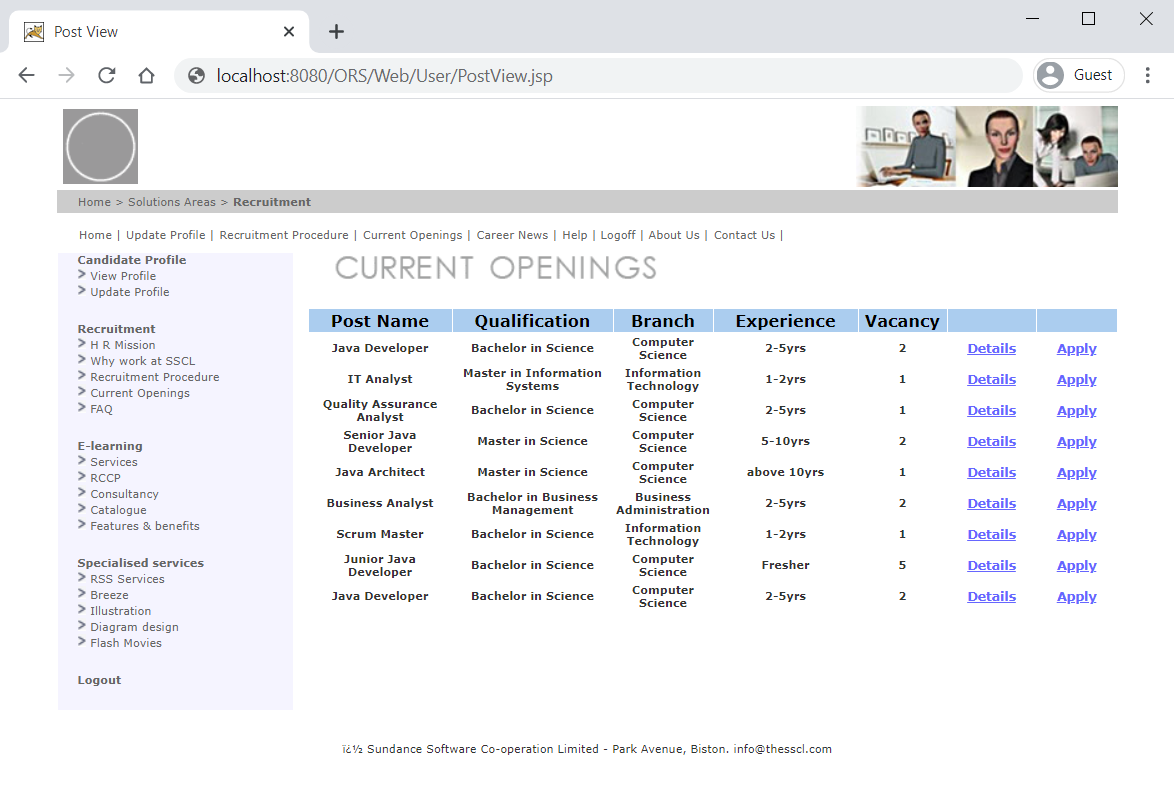 Post View
localhost:8080/ORS/Web/User/PostView.jsp
Guest
Home > Solutions Areas > Recruitment
Home | Update Profile | Recruitment Procedure | Current Openings | Career News | Help | Logoff | About Us | Contact Us |
Candidate Profile
> View Profile
> Update Profile
Recruitment
> H R Mission
> Why work at SSCL
> Recruitment Procedure
> Current Openings
> FAQ
E-learning
> Services
> RCCP
> Consultancy
> Catalogue
> Features & benefits
Specialised services
> RSS Services
> Breeze
> Illustration
> Diagram design
> Flash Movies
Logout
CURRENT OPENINGS
Post Name Qualification Branch Experience Vacancy
Java Developer Bachelor in Science Computer Science 2-5yrs 2 Details Apply
IT Analyst Master in Information Systems Information Technology 1-2yrs 1 Details Apply
Quality Assurance Analyst Bachelor in Science Computer Science 2-5yrs 1 Details Apply
Senior Java Developer Master in Science Computer Science 5-10yrs 2 Details Apply
Java Architect Master in Science Computer Science above 10yrs 1 Details Apply
Business Analyst Bachelor in Business Management Business Administration 2-5yrs 2 Details Apply
Scrum Master Bachelor in Science Information Technology 1-2yrs 1 Details Apply
Junior Java Developer Bachelor in Science Computer Science Fresher 5 Details Apply
Java Developer Bachelor in Science Computer Science 2-5yrs 2 Details Apply
ï¿½ Sundance Software Co-operation Limited - Park Avenue, Biston. info@thesscl.com